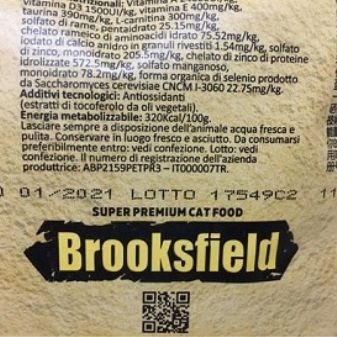 vitamina D3 1500UI/kg, vitamina E 400mg/kg,
taurina 390mg/kg, L-carnitina 300mg/kg, solfato
di rame, pentaidrato 25.15mg/kg,
chelato rameico di aminoacidi idrato 75.52mg/kg,
iodato di calcio anidro in granuli rivestiti 1.54mg/kg, solfato
di zinco, monoidrato 205.5mg/kg, chelato di zinco di proteine
idrolizzate 572.5mg/kg, solfato manganoso,
monoidrato 78.2mg/kg, forma organica di selenio prodotto
da Saccharomyces cerevisiae CNCM I-3060 22.75mg/kg.
Additivi tecnologici: Antiossidanti
(estratti di tocoferolo da oli vegetali).
Energia metabolizzabile: 320Kcal/100g.
Lasciare sempre a disposizione dell'animale acqua fresca e
pulita. Conservare in luogo fresco e asciutto. Da consumarsi
preferibilmente entro: vedi confezione. Lotto: vedi
confezione. Il numero di registrazione dell'azienda
produttrice: ABP2159PETPR3 – IT000007TR.
01/2021 LOTTO 17549C2 11
SUPER PREMIUM CAT FOOD
Brooksfield